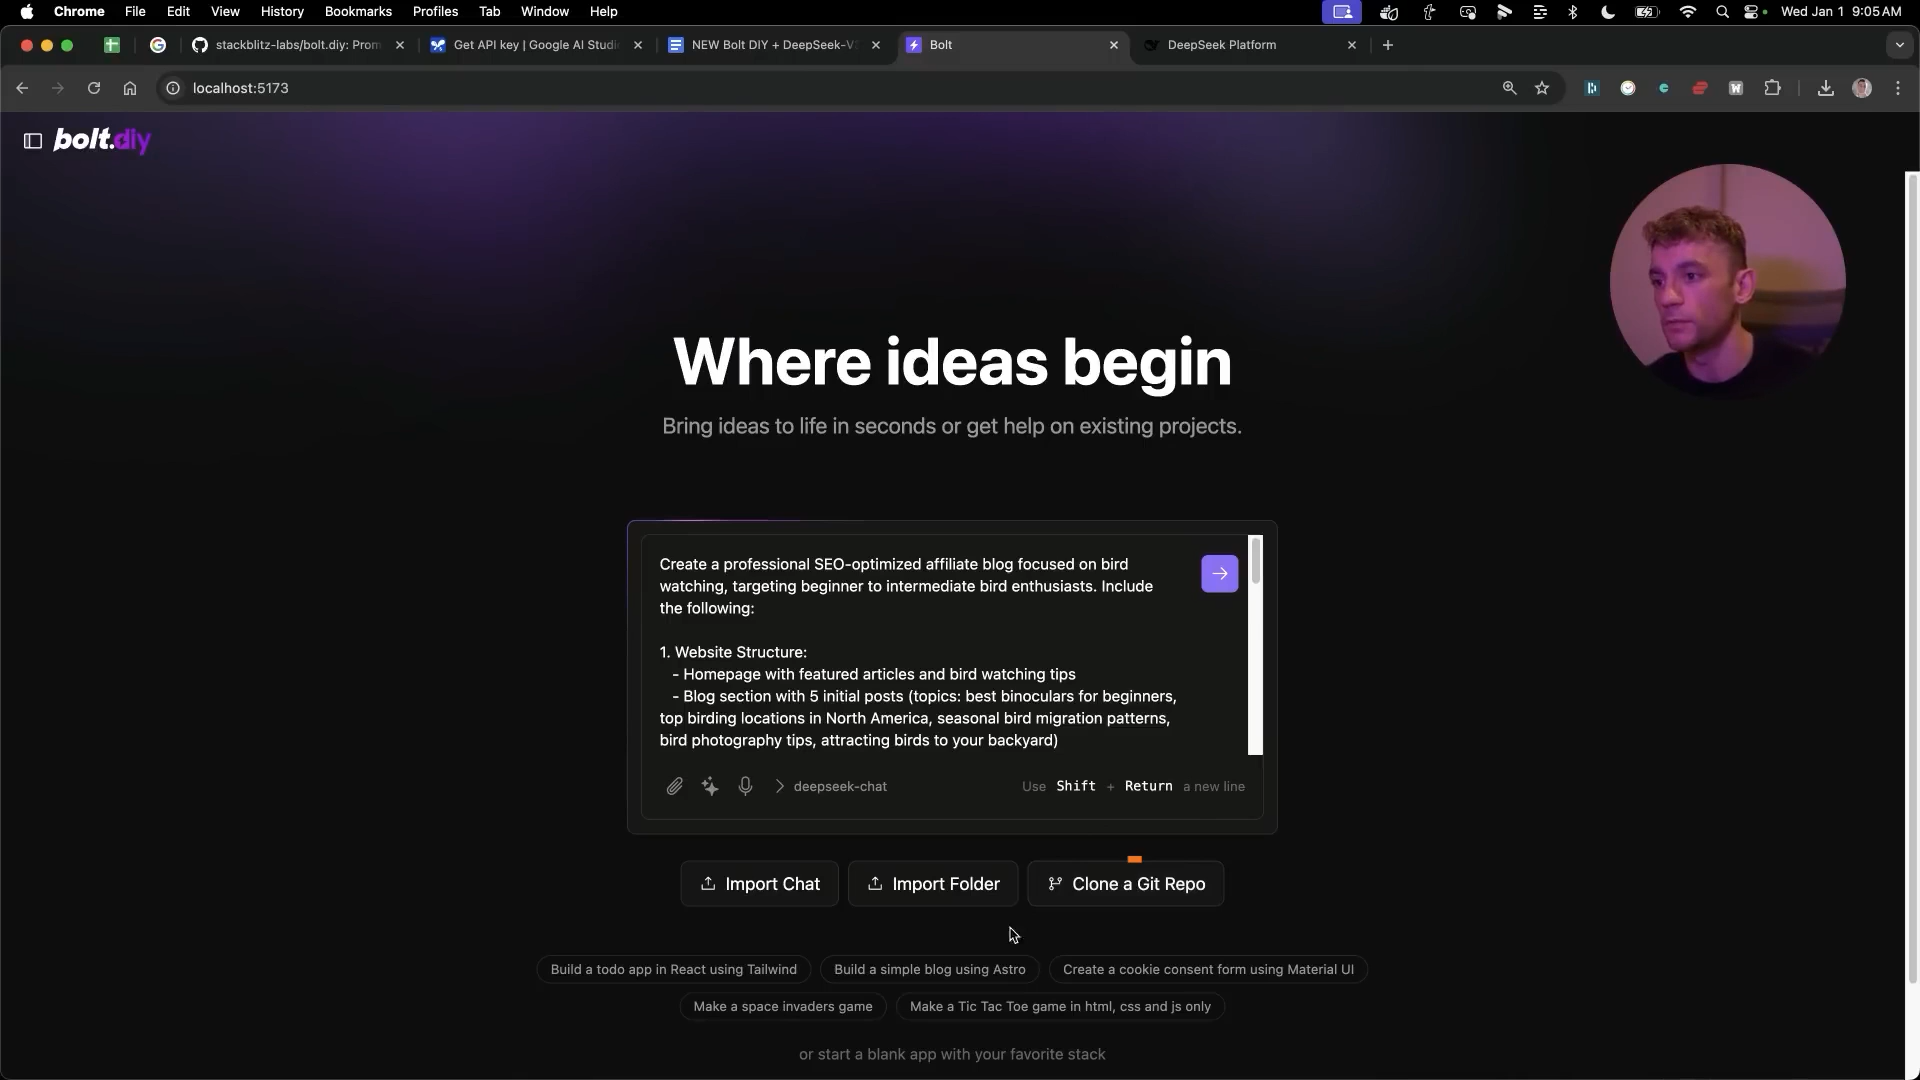 Chrome File Edit View History Bookmarks Profiles Tab Window Help Wed Jan 1 9:05 AM
stackblitz-labs/bolt.diy: Prom Get API key | Google AI Studi NEW Bolt DIY + DeepSeek-V Bolt DeepSeek Platform
localhost:5173
bolt.diy
Where ideas begin
Bring ideas to life in seconds or get help on existing projects.
Create a professional SEO-optimized affiliate blog focused on bird
watching, targeting beginner to intermediate bird enthusiasts. Include
the following:
1. Website Structure:
- Homepage with featured articles and bird watching tips
- Blog section with 5 initial posts (topics: best binoculars for beginners,
top birding locations in North America, seasonal bird migration patterns,
bird photography tips, attracting birds to your backyard)
deepseek-chat Use Shift + Return a new line
Import Chat Import Folder Clone a Git Repo
Build a todo app in React using Tailwind Build a simple blog using Astro Create a cookie consent form using Material UI
Make a space invaders game Make a Tic Tac Toe game in html, css and js only
or start a blank app with your favorite stack